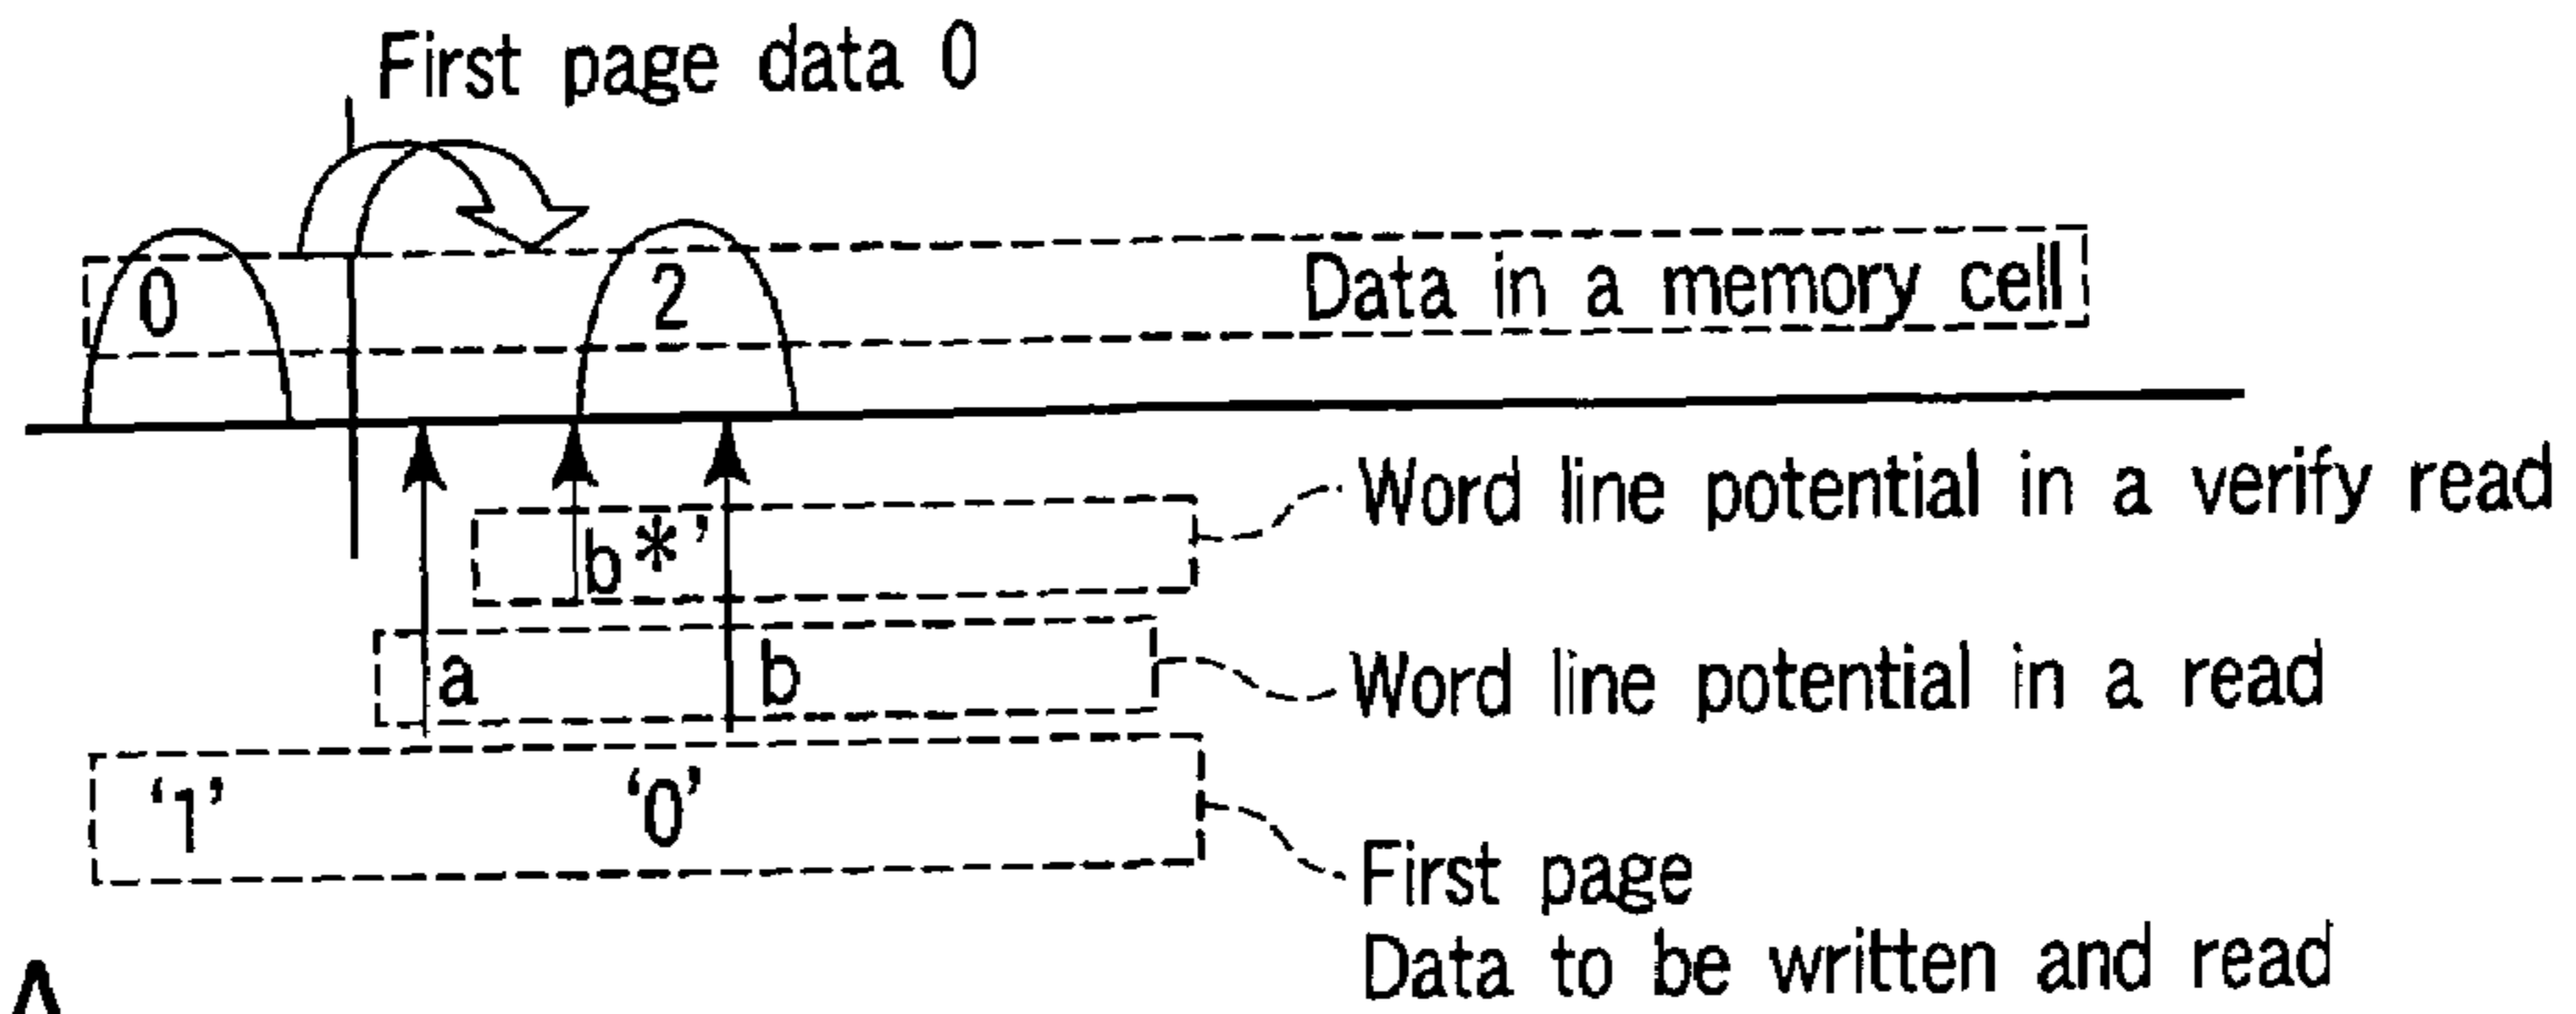 First page data 0
0 2 Data in a memory cell
b*' Word line potential in a verify read
a b Word line potential in a read
‘1’ ‘0’
First page
Data to be written and read